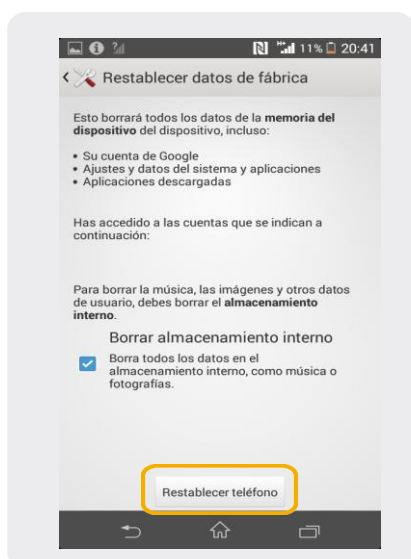 11% 20:41
Restablecer datos de fábrica
Esto borrará todos los datos de la memoria del
dispositivo del dispositivo, incluso:
• Su cuenta de Google
• Ajustes y datos del sistema y aplicaciones
• Aplicaciones descargadas
Has accedido a las cuentas que se indican a
continuación:
Para borrar la música, las imágenes y otros datos
de usuario, debes borrar el almacenamiento
interno.
Borrar almacenamiento interno
Borra todos los datos en el
almacenamiento interno, como música o
fotografías.
Restablecer teléfono